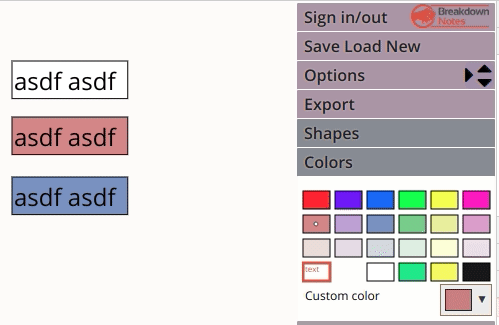 asdf asdf
asdf asdf
asdf asdf
Sign in/out
Breakdown
Notes
Save Load New
Options
Export
Shapes
Colors
text
Custom color